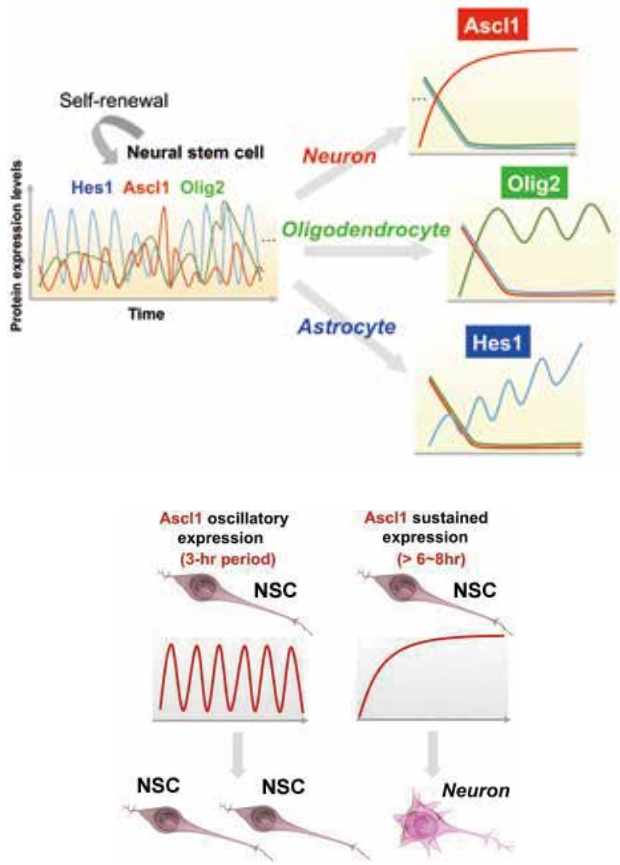 Ascl1
Self-renewal
Neural stem cell
Hes1 Ascl1 Olig2
Protein expression levels
Time
...
Neuron
...
Oligodendrocyte
Olig2
Astrocyte
Hes1
Ascl1 oscillatory
expression
(3-hr period)
NSC
Ascl1 sustained
expression
(> 6~8hr)
NSC
NSC
NSC
Neuron